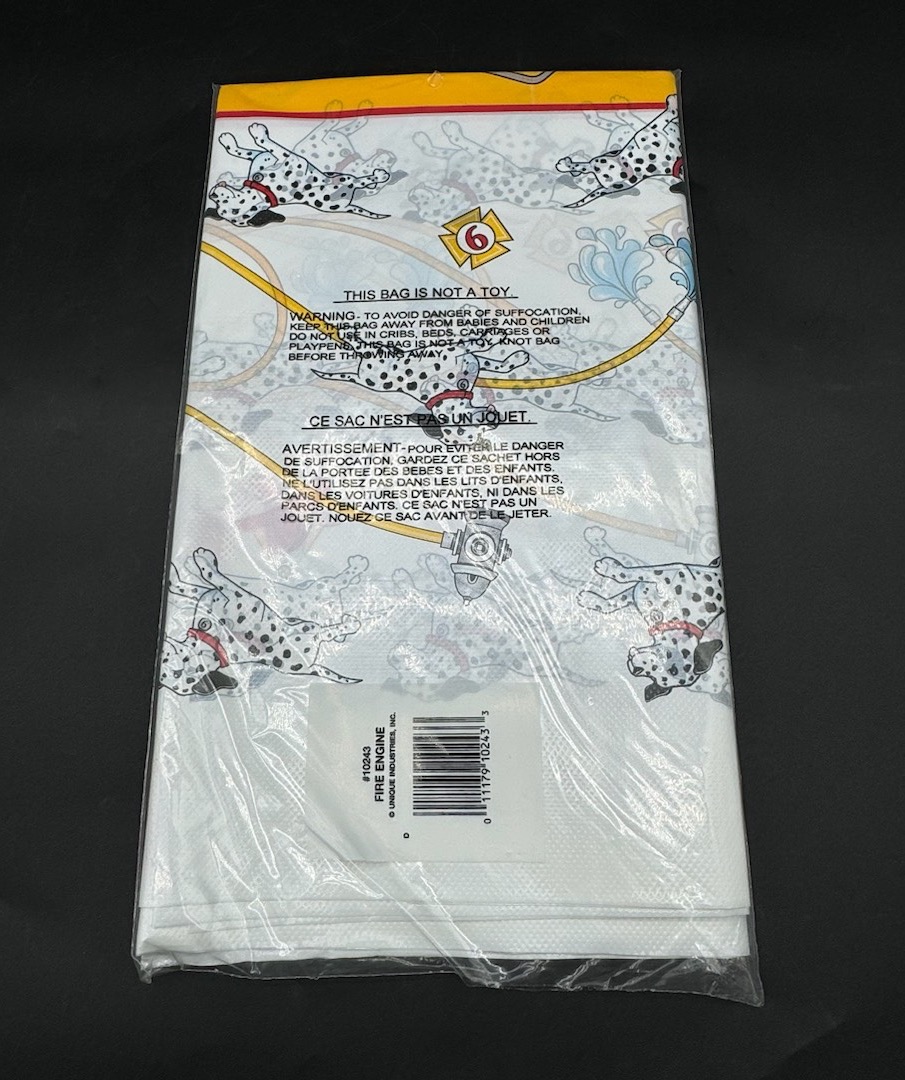 6
THIS BAG IS NOT A TOY
WARNING- TO AVOID DANGER OF SUFFOCATION,
KEEP THIS BAG AWAY FROM BABIES AND CHILDREN
DO NOT USE IN CRIBS, BEDS, CARRIAGES OR
PLAYPENS, THIS BAG IS NOT A TOY. KNOT BAG
BEFORE THROWING AWAY.
CE SAC N'EST PAS UN JOUET.
AVERTISSEMENT-POUR EVITER LE DANGER
DE SUFFOCATION, GARDEZ CE SACHET HORS
DE LA PORTEE DES BEBES ET DES ENFANTS.
NE L'UTILISEZ PAS DANS LES LITS D'ENFANTS,
DANS LES VOITURES D'ENFANTS, NI DANS LES
PARCS D'ENFANTS. CE SAC N'EST PAS UN
JOUET. NOUEZ CE SAC AVANT DE LE JETER.
6
6
6
#10243
FIRE ENGINE
© UNIQUE INDUSTRIES, INC.
D
0 11179 10243 3